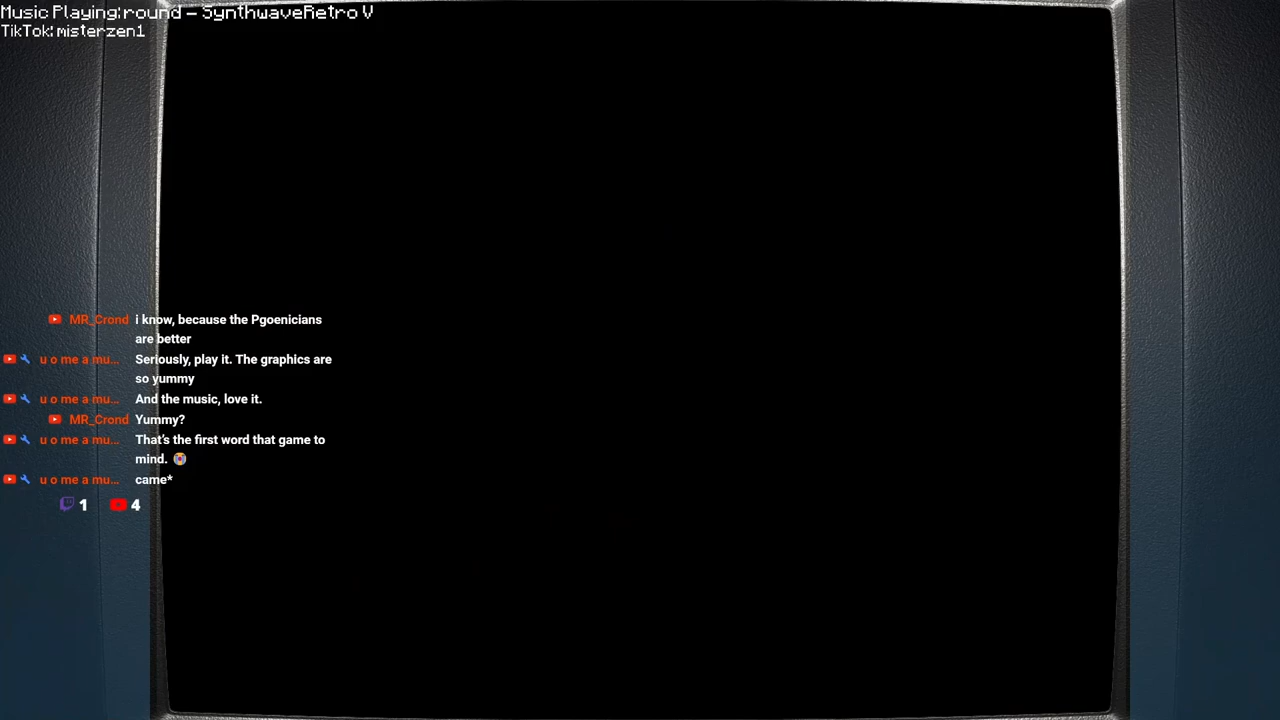 Music Playing:round - SynthwaveRetro V
TikTok: misterzen1
MR_Crond i know, because the Pgoenicians
are better
u o me a mu... Seriously, play it. The graphics are
so yummy
u o me a mu... And the music, love it.
MR_Crond Yummy?
u o me a mu... That's the first word that game to
mind.
u o me a mu... came*
1 4